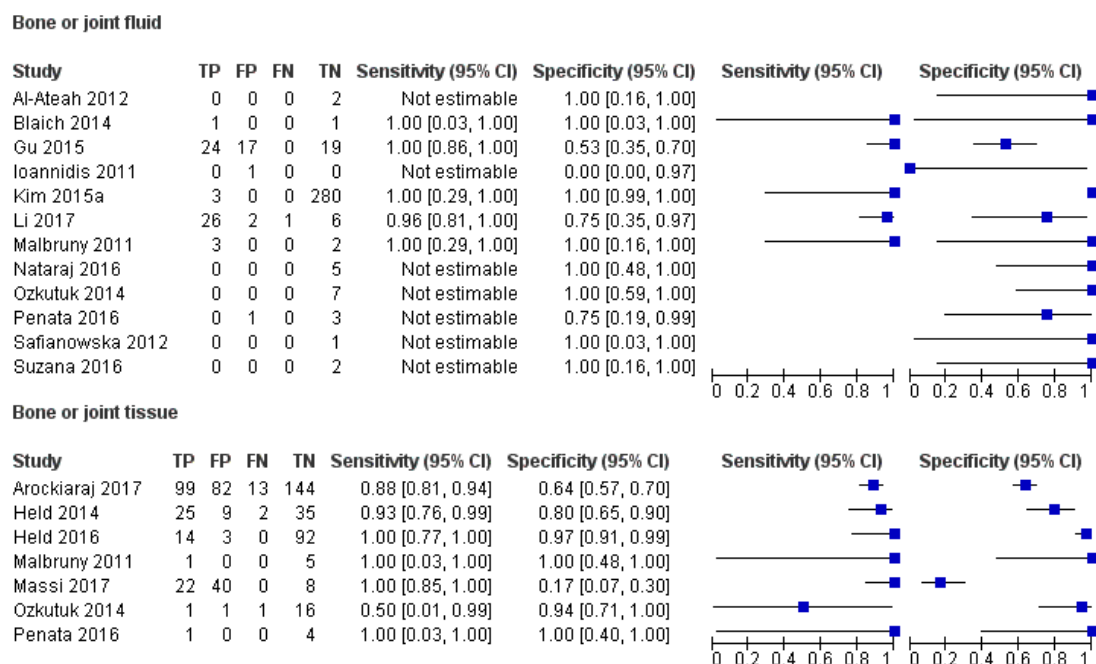 Bone or joint fluid
Study TP FP FN TN Sensitivity (95% CI) Specificity (95% CI) Sensitivity (95% CI) Specificity (95% CI)
Al-Ateah 2012 0 0 0 2 Not estimable 1.00 [0.16, 1.00]
Blaich 2014 1 0 0 1 1.00 [0.03, 1.00] 1.00 [0.03, 1.00]
Gu 2015 24 17 0 19 1.00 [0.86, 1.00] 0.53 [0.35, 0.70]
Ioannidis 2011 0 1 0 0 Not estimable 0.00 [0.00, 0.97]
Kim 2015a 3 0 0 280 1.00 [0.29, 1.00] 1.00 [0.99, 1.00]
Li 2017 26 2 1 6 0.96 [0.81, 1.00] 0.75 [0.35, 0.97]
Malbruny 2011 3 0 0 2 1.00 [0.29, 1.00] 1.00 [0.16, 1.00]
Nataraj 2016 0 0 0 5 Not estimable 1.00 [0.48, 1.00]
Ozkutuk 2014 0 0 0 7 Not estimable 1.00 [0.59, 1.00]
Penata 2016 0 1 0 3 Not estimable 0.75 [0.19, 0.99]
Safianowska 2012 0 0 0 1 Not estimable 1.00 [0.03, 1.00]
Suzana 2016 0 0 0 2 Not estimable 1.00 [0.16, 1.00]
0 0.2 0.4 0.6 0.8 1 0 0.2 0.4 0.6 0.8 1
Bone or joint tissue
Study TP FP FN TN Sensitivity (95% CI) Specificity (95% CI) Sensitivity (95% CI) Specificity (95% CI)
Arockiaraj 2017 99 82 13 144 0.88 [0.81, 0.94] 0.64 [0.57, 0.70]
Held 2014 25 9 2 35 0.93 [0.76, 0.99] 0.80 [0.65, 0.90]
Held 2016 14 3 0 92 1.00 [0.77, 1.00] 0.97 [0.91, 0.99]
Malbruny 2011 1 0 0 5 1.00 [0.03, 1.00] 1.00 [0.48, 1.00]
Massi 2017 22 40 0 8 1.00 [0.85, 1.00] 0.17 [0.07, 0.30]
Ozkutuk 2014 1 1 1 16 0.50 [0.01, 0.99] 0.94 [0.71, 1.00]
Penata 2016 1 0 0 4 1.00 [0.03, 1.00] 1.00 [0.40, 1.00]
0 0.2 0.4 0.6 0.8 1 0 0.2 0.4 0.6 0.8 1